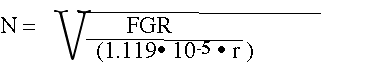 N = √ FGR
(1.119• 10-5 • r )